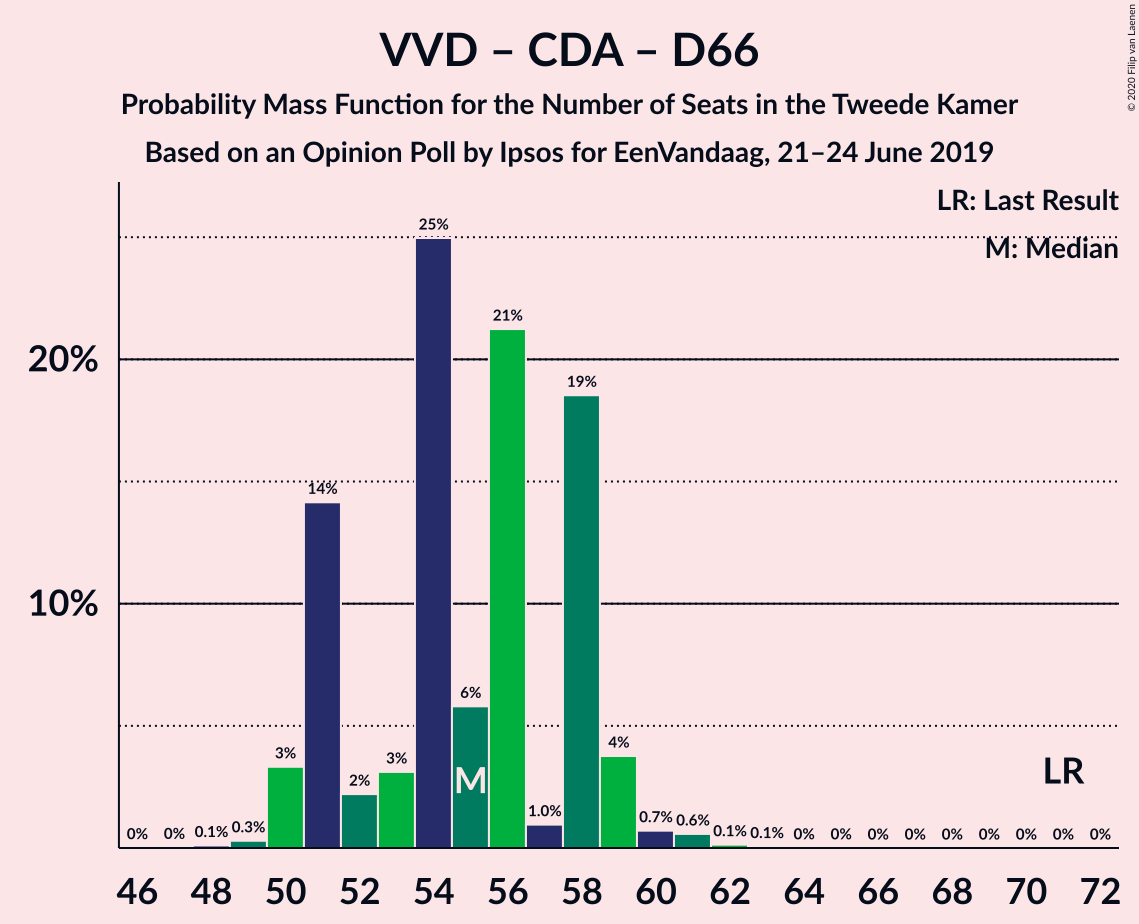 VVD – CDA – D66
Probability Mass Function for the Number of Seats in the Tweede Kamer
Based on an Opinion Poll by Ipsos for EenVandaag, 21–24 June 2019
© 2020 Filip van Laenen
LR: Last Result
M: Median
20%
10%
0% 0% 0.1% 0.3% 3% 14% 2% 3% 25% 6% 21% 1.0% 19% 4% 0.7% 0.6% 0.1% 0.1% 0% 0% 0% 0% 0% 0% 0% 0% 0%
M
LR
46 48 50 52 54 56 58 60 62 64 66 68 70 72